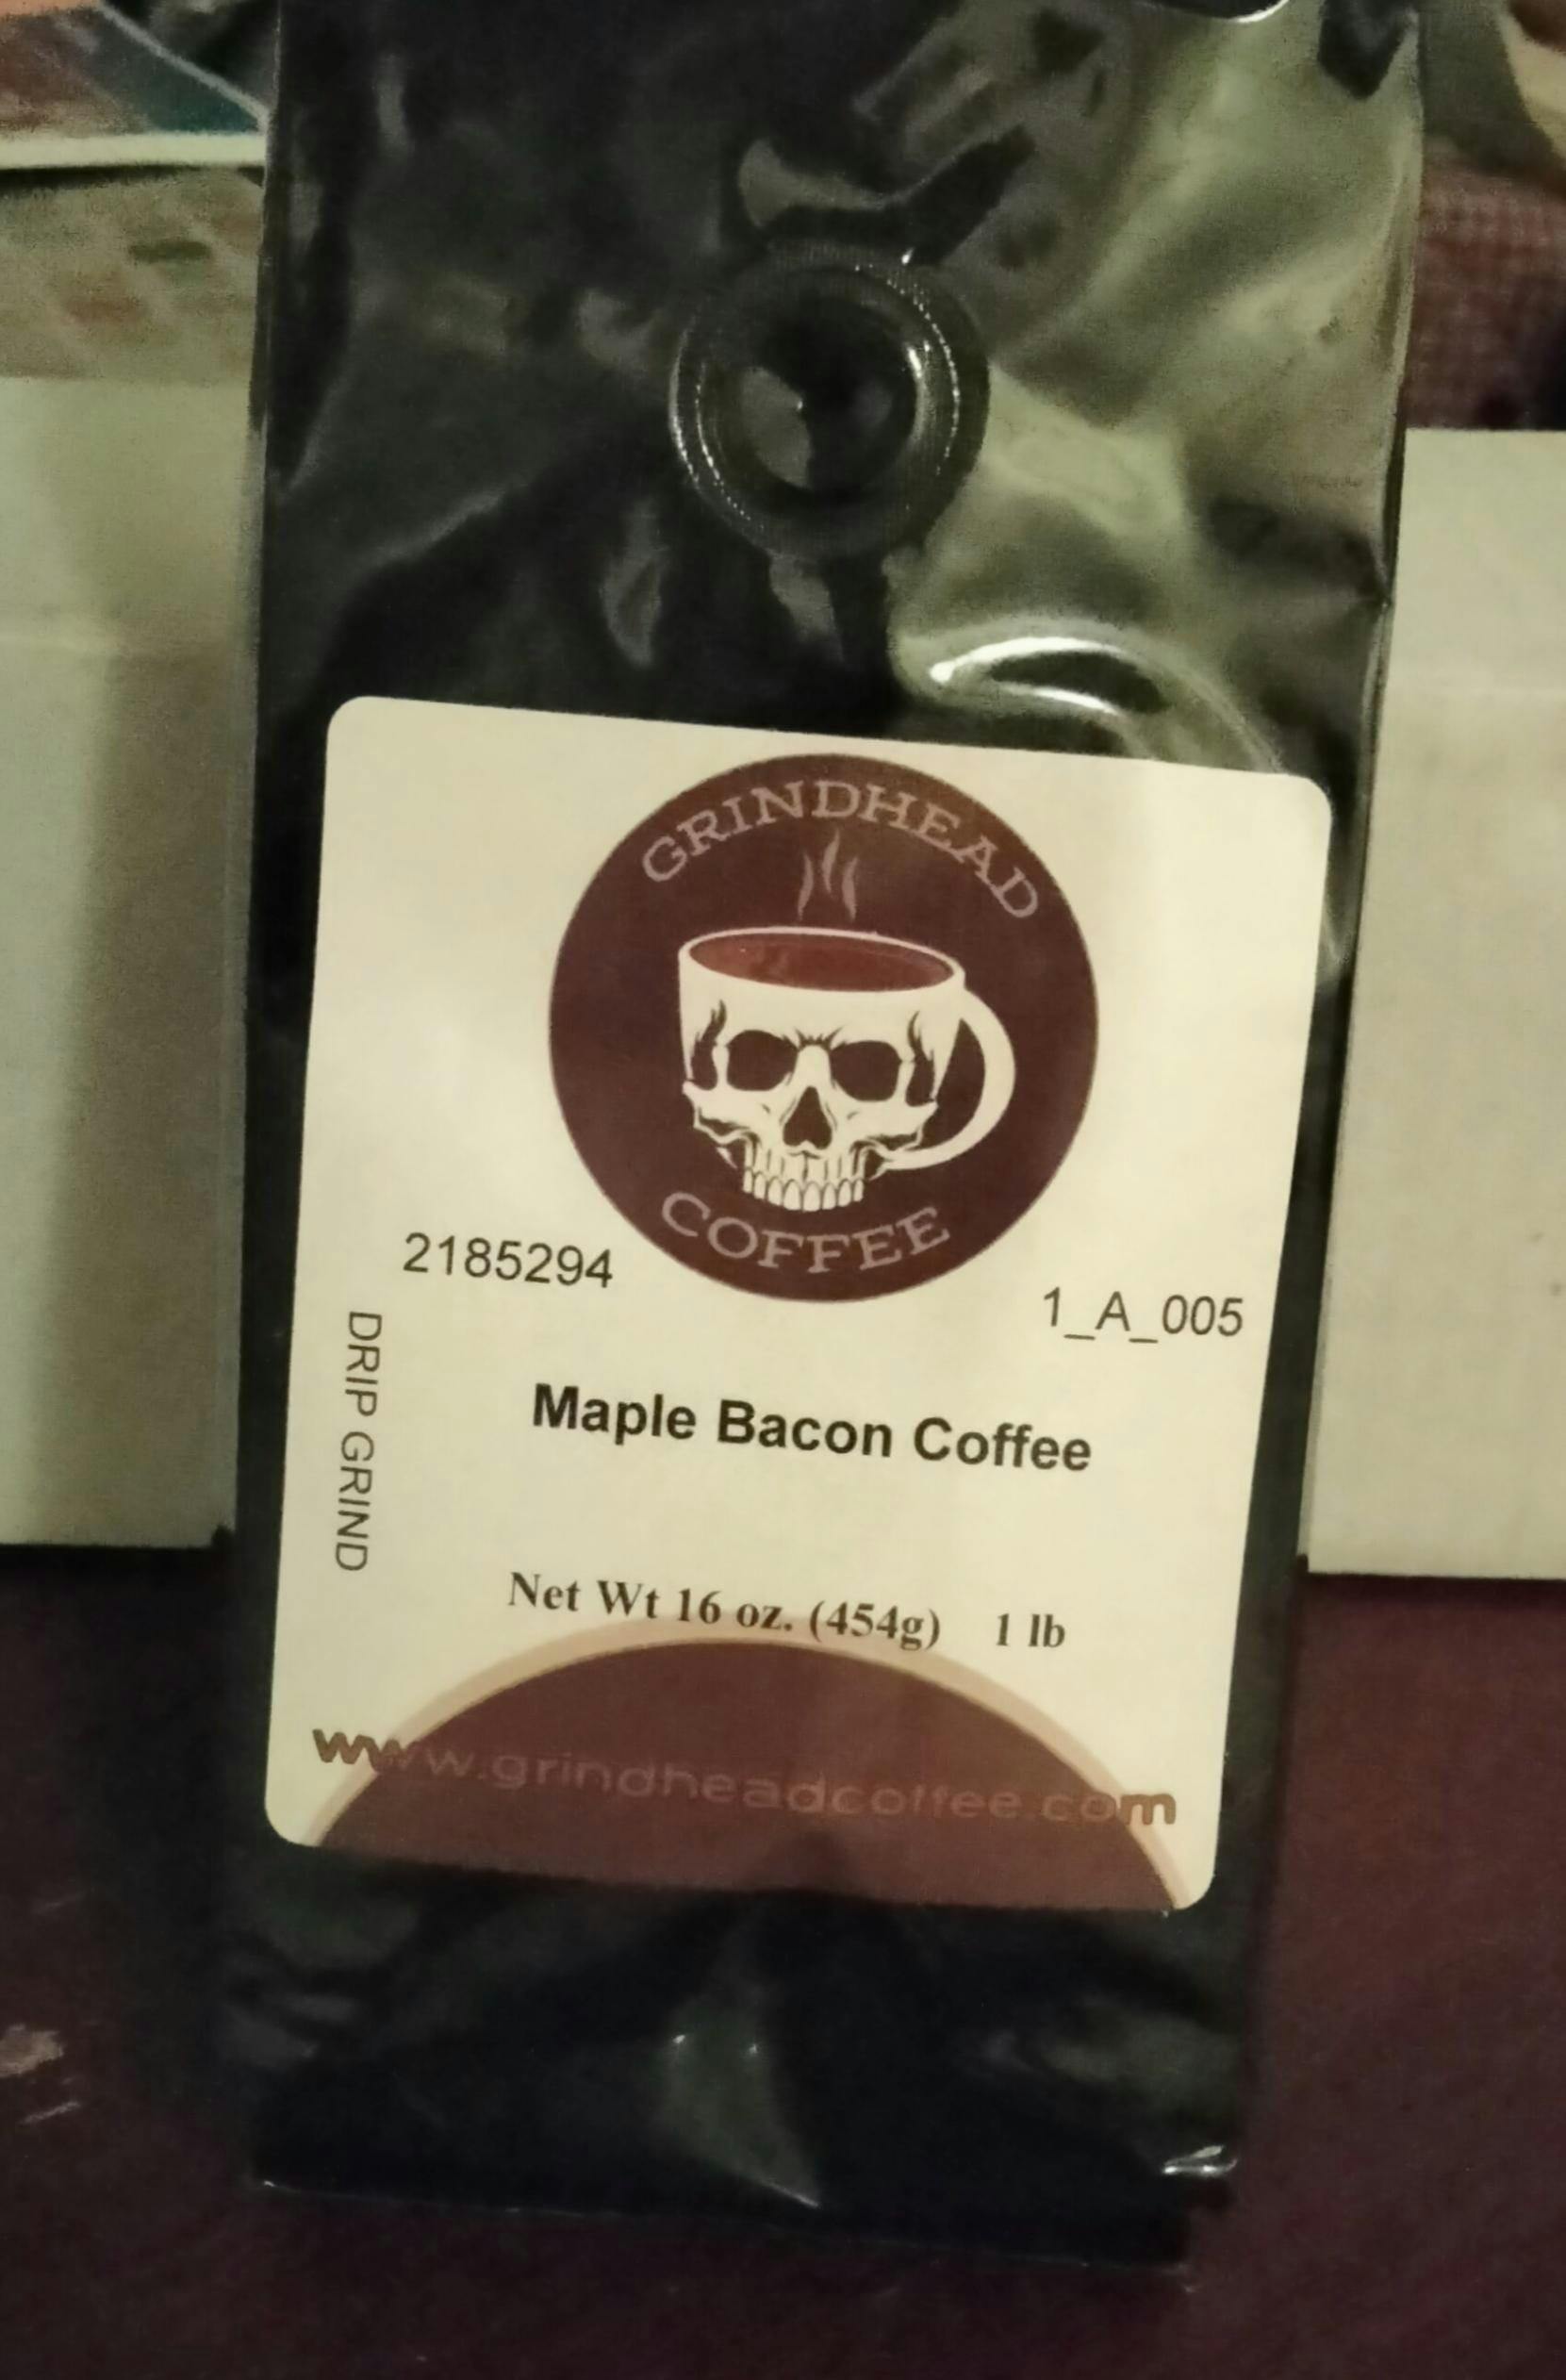 GRINDHEAD
COFFEE
2185294
1_A_005
DRIP GRIND
Maple Bacon Coffee
Net Wt 16 oz. (454g) 1 lb
www.grindheadcoffee.com